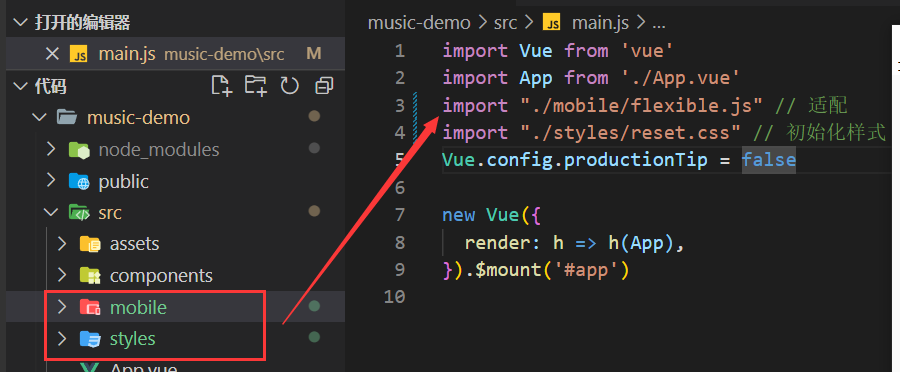 打开的编辑器
JS main.js music-demo\src M
代码
music-demo
node_modules
public
src
assets
components
mobile
styles
App.vue
music-demo > src > JS main.js > ...
1 import Vue from 'vue'
2 import App from './App.vue'
3 import "./mobile/flexible.js" // 适配
4 import "./styles/reset.css" // 初始化样式
5 Vue.config.productionTip = false
6
7 new Vue({
8 render: h => h(App),
9 }).$mount('#app')
10